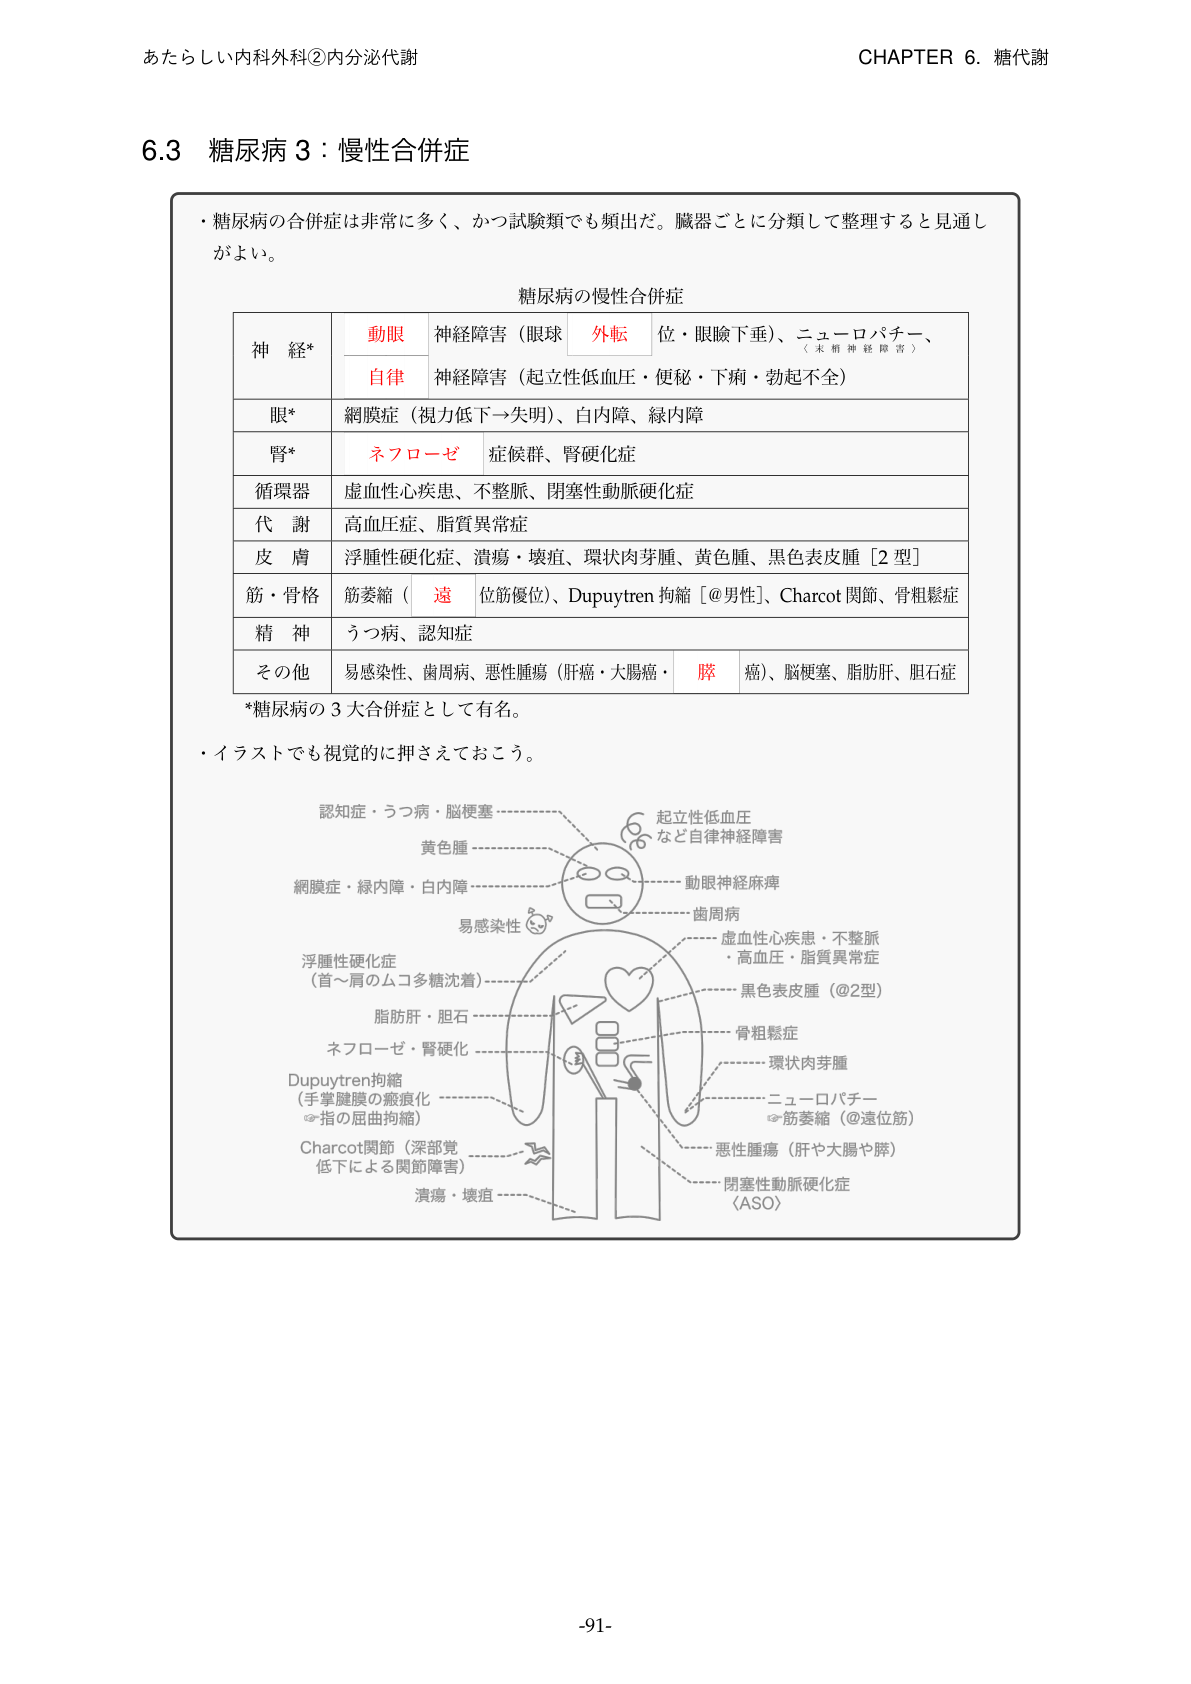 あたらしい内科外科②内分泌代謝
CHAPTER 6. 糖代謝
6.3 糖尿病 3：慢性合併症
・糖尿病の合併症は非常に多く、かつ試験類でも頻出だ。臓器ごとに分類して整理すると見通し
がよい。
糖尿病の慢性合併症
神 経* 動眼 神経障害（眼球 外転 位・眼瞼下垂）、ニューロパチー、
〈末梢神経障害〉
自律 神経障害（起立性低血圧・便秘・下痢・勃起不全）
眼* 網膜症（視力低下→失明）、白内障、緑内障
腎* ネフローゼ 症候群、腎硬化症
循環器 虚血性心疾患、不整脈、閉塞性動脈硬化症
代 謝 高血圧症、脂質異常症
皮 膚 浮腫性硬化症、潰瘍・壊疽、環状肉芽腫、黄色腫、黒色表皮腫［2 型］
筋・骨格 筋萎縮（ 遠 位筋優位）、Dupuytren 拘縮［@男性］、Charcot 関節、骨粗鬆症
精 神 うつ病、認知症
その他 易感染性、歯周病、悪性腫瘍（肝癌・大腸癌・ 膵 癌）、脳梗塞、脂肪肝、胆石症
*糖尿病の 3 大合併症として有名。
・イラストでも視覚的に押さえておこう。
認知症・うつ病・脳梗塞
起立性低血圧
など自律神経障害
黄色腫
網膜症・緑内障・白内障
動眼神経麻痺
歯周病
易感染性
虚血性心疾患・不整脈
・高血圧・脂質異常症
浮腫性硬化症
（首〜肩のムコ多糖沈着）
黒色表皮腫（@2型）
脂肪肝・胆石
骨粗鬆症
ネフローゼ・腎硬化
環状肉芽腫
Dupuytren拘縮
（手掌腱膜の瘢痕化
☞指の屈曲拘縮）
ニューロパチー
☞筋萎縮（@遠位筋）
Charcot関節（深部覚
低下による関節障害）
悪性腫瘍（肝や大腸や膵）
潰瘍・壊疽
閉塞性動脈硬化症
〈ASO〉
-91-